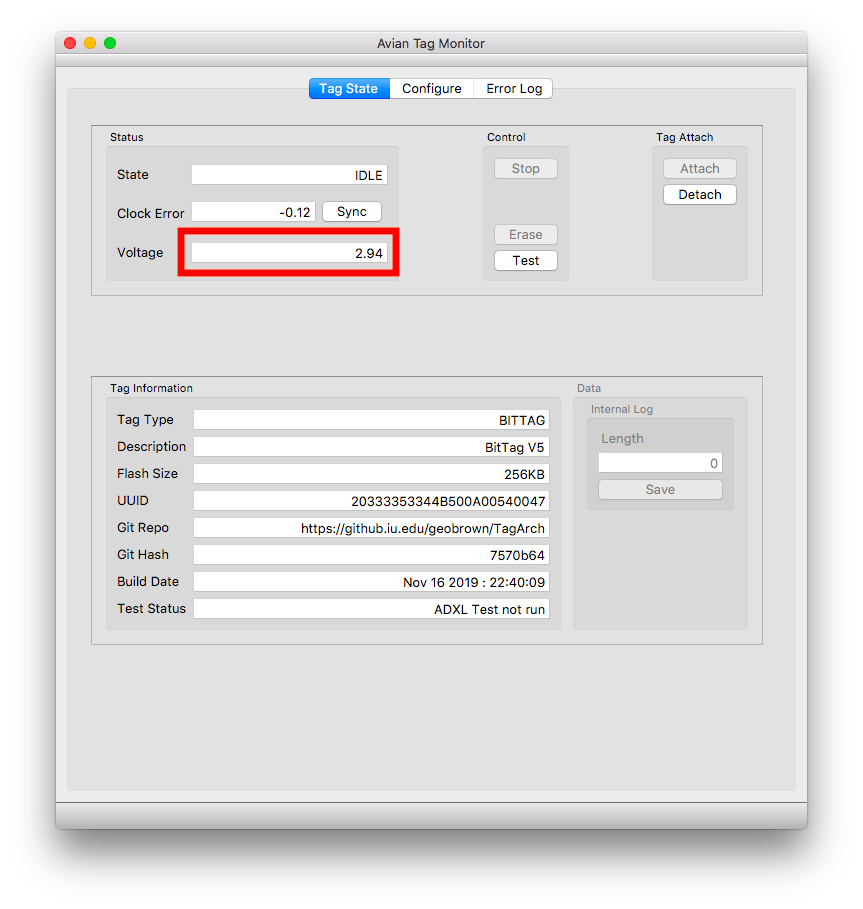 Avian Tag Monitor
Tag State Configure Error Log
Status
State IDLE
Clock Error -0.12 Sync
Voltage 2.94
Control
Stop
Erase
Test
Tag Attach
Attach
Detach
Tag Information
Tag Type BITTAG
Description BitTag V5
Flash Size 256KB
UUID 20333353344B500A00540047
Git Repo https://github.iu.edu/geobrown/TagArch
Git Hash 7570b64
Build Date Nov 16 2019 : 22:40:09
Test Status ADXL Test not run
Data
Internal Log
Length
0
Save